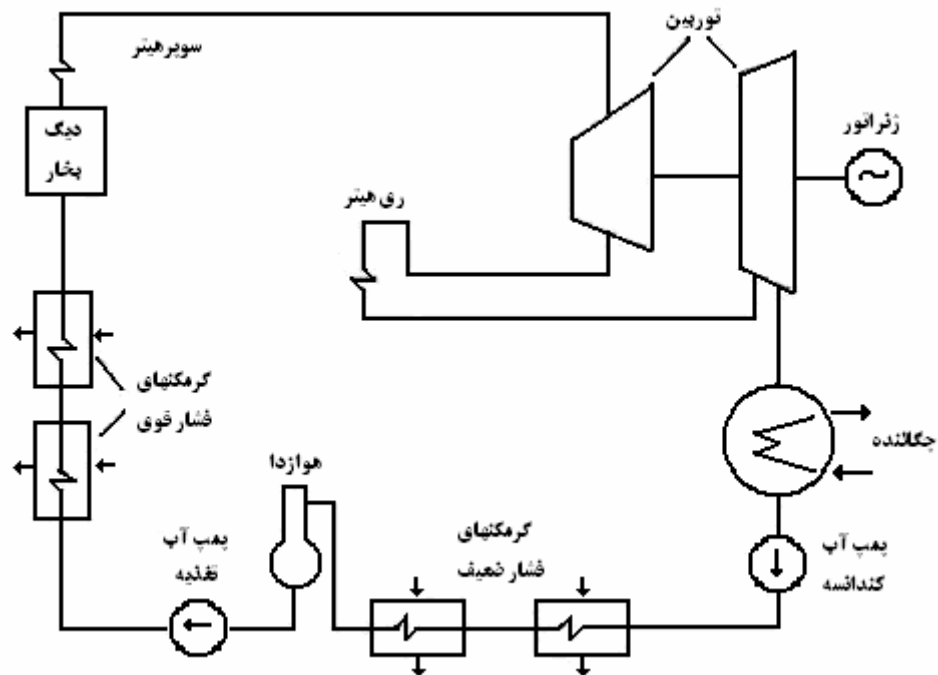 توربین
سوپرهیتر
ژنراتور
دیگ
بخار
ری هیتر
گرمکنهای
فشار قوی
چگالنده
هوازدا
گرمکنهای
فشار ضعیف
پمپ آب
تغذیه
پمپ آب
کندانسه